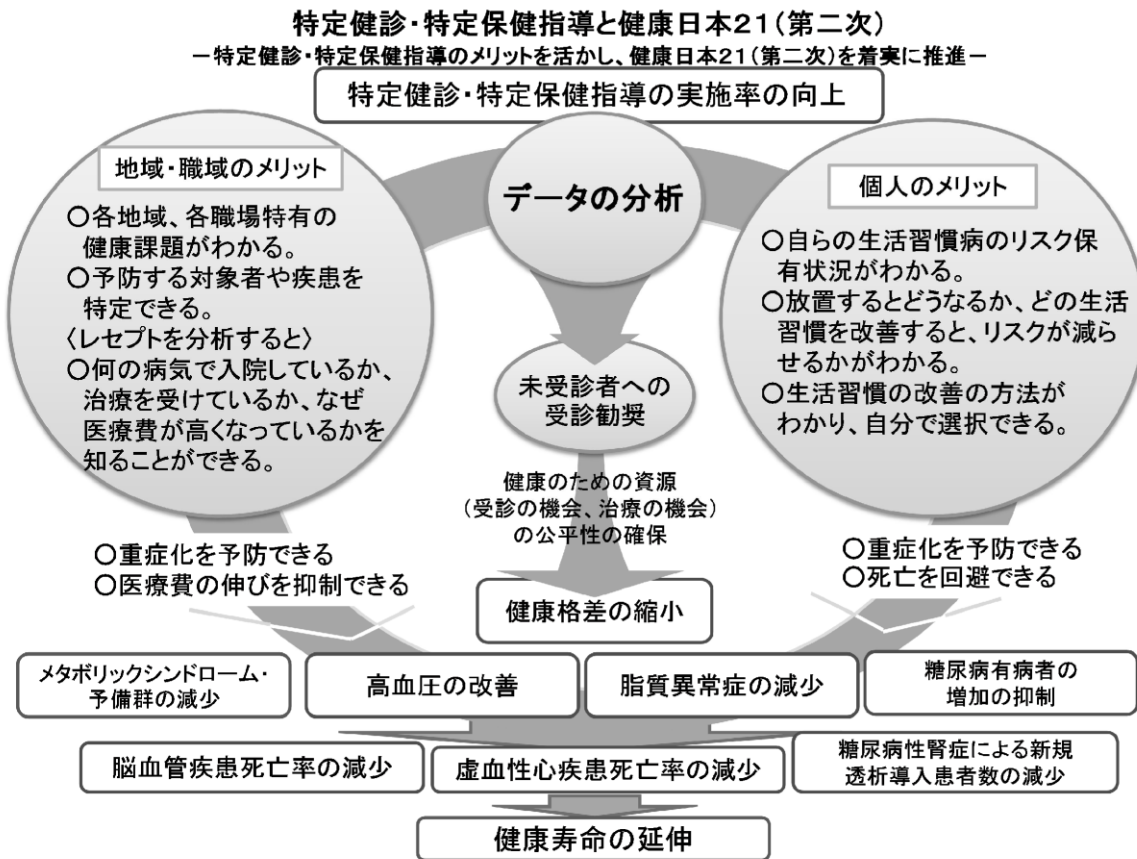 特定健診・特定保健指導と健康日本21(第二次)
－特定健診・特定保健指導のメリットを活かし、健康日本21(第二次)を着実に推進－
特定健診・特定保健指導の実施率の向上
地域・職域のメリット
○各地域、各職場特有の
健康課題がわかる。
○予防する対象者や疾患を
特定できる。
〈レセプトを分析すると〉
○何の病気で入院しているか、
治療を受けているか、なぜ
医療費が高くなっているかを
知ることができる。
○重症化を予防できる
○医療費の伸びを抑制できる
データの分析
未受診者への
受診勧奨
健康のための資源
(受診の機会、治療の機会)
の公平性の確保
健康格差の縮小
個人のメリット
○自らの生活習慣病のリスク保
有状況がわかる。
○放置するとどうなるか、どの生活
習慣を改善すると、リスクが減ら
せるかがわかる。
○生活習慣の改善の方法が
わかり、自分で選択できる。
○重症化を予防できる
○死亡を回避できる
メタボリックシンドローム・
予備群の減少
高血圧の改善
脂質異常症の減少
糖尿病有病者の
増加の抑制
脳血管疾患死亡率の減少
虚血性心疾患死亡率の減少
糖尿病性腎症による新規
透析導入患者数の減少
健康寿命の延伸